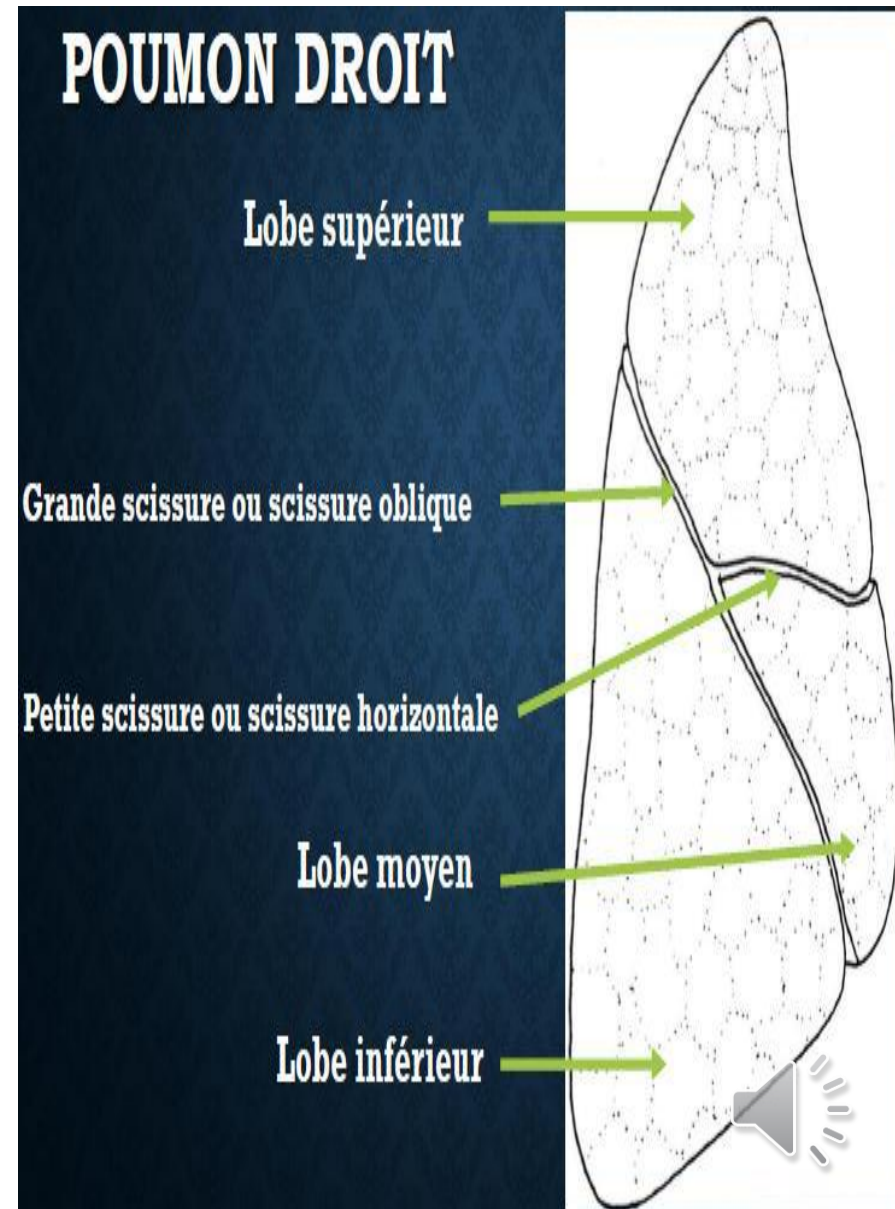 POUMON DROIT
Lobe supérieur
Grande scissure ou scissure oblique
Petite scissure ou scissure horizontale
Lobe moyen
Lobe inférieur